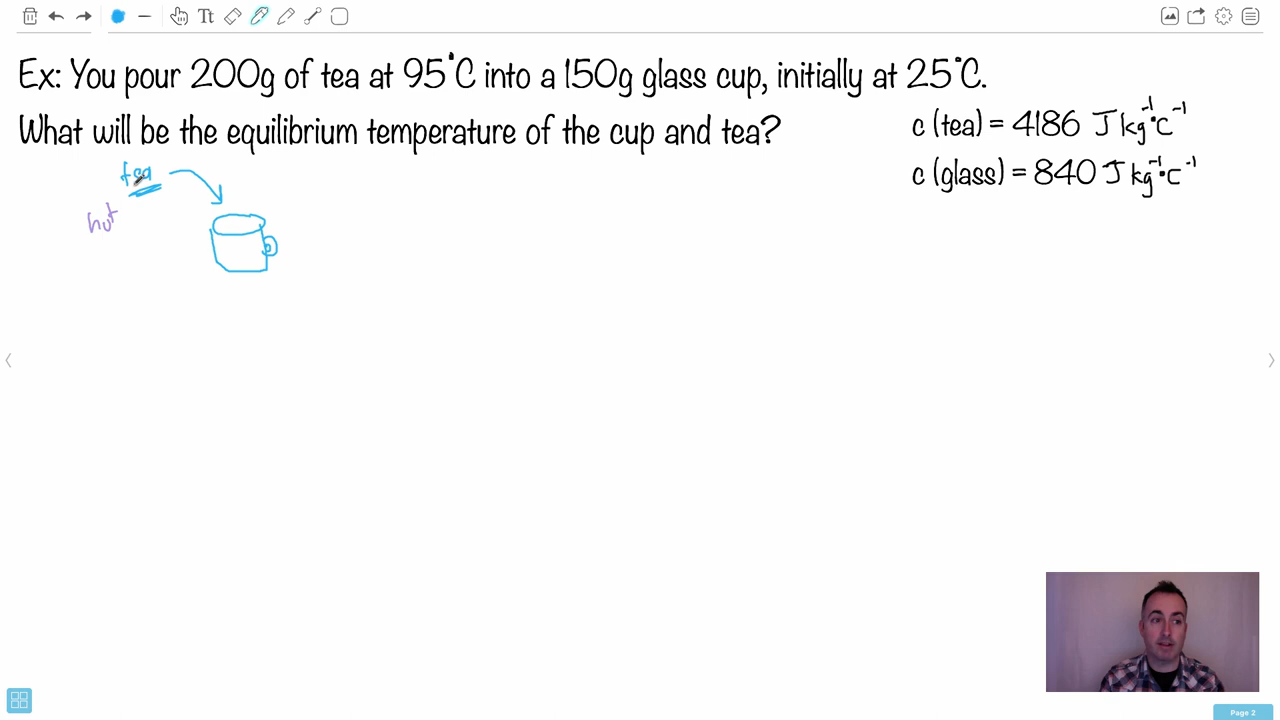 Tt
Ex: You pour 200g of tea at 95°C into a 150g glass cup, initially at 25°C.
What will be the equilibrium temperature of the cup and tea?
c (tea) = 4186 J kg⁻¹°C⁻¹
c (glass) = 840 J kg⁻¹°C⁻¹
tea
hot
Page 2